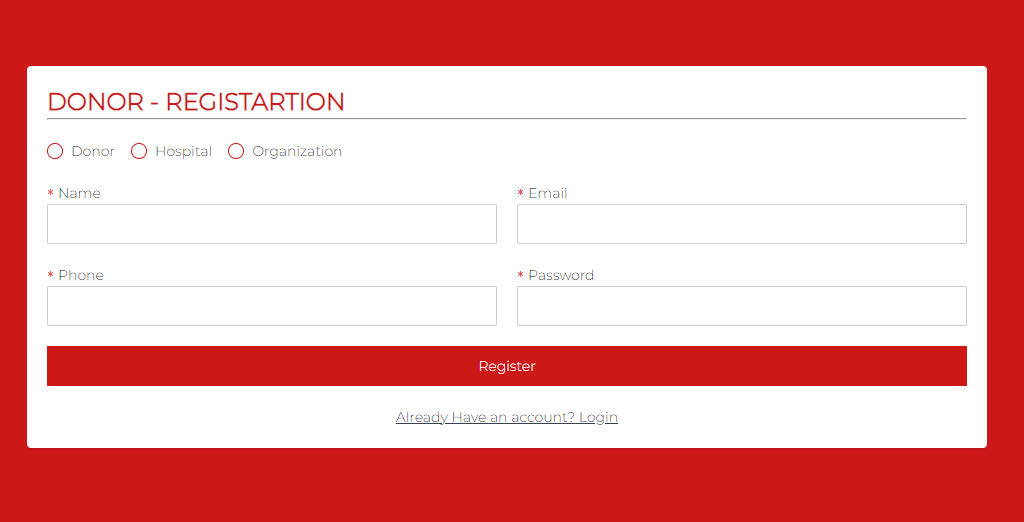 DONOR - REGISTARTION
Donor Hospital Organization
* Name * Email
* Phone * Password
Register
Already Have an account? Login